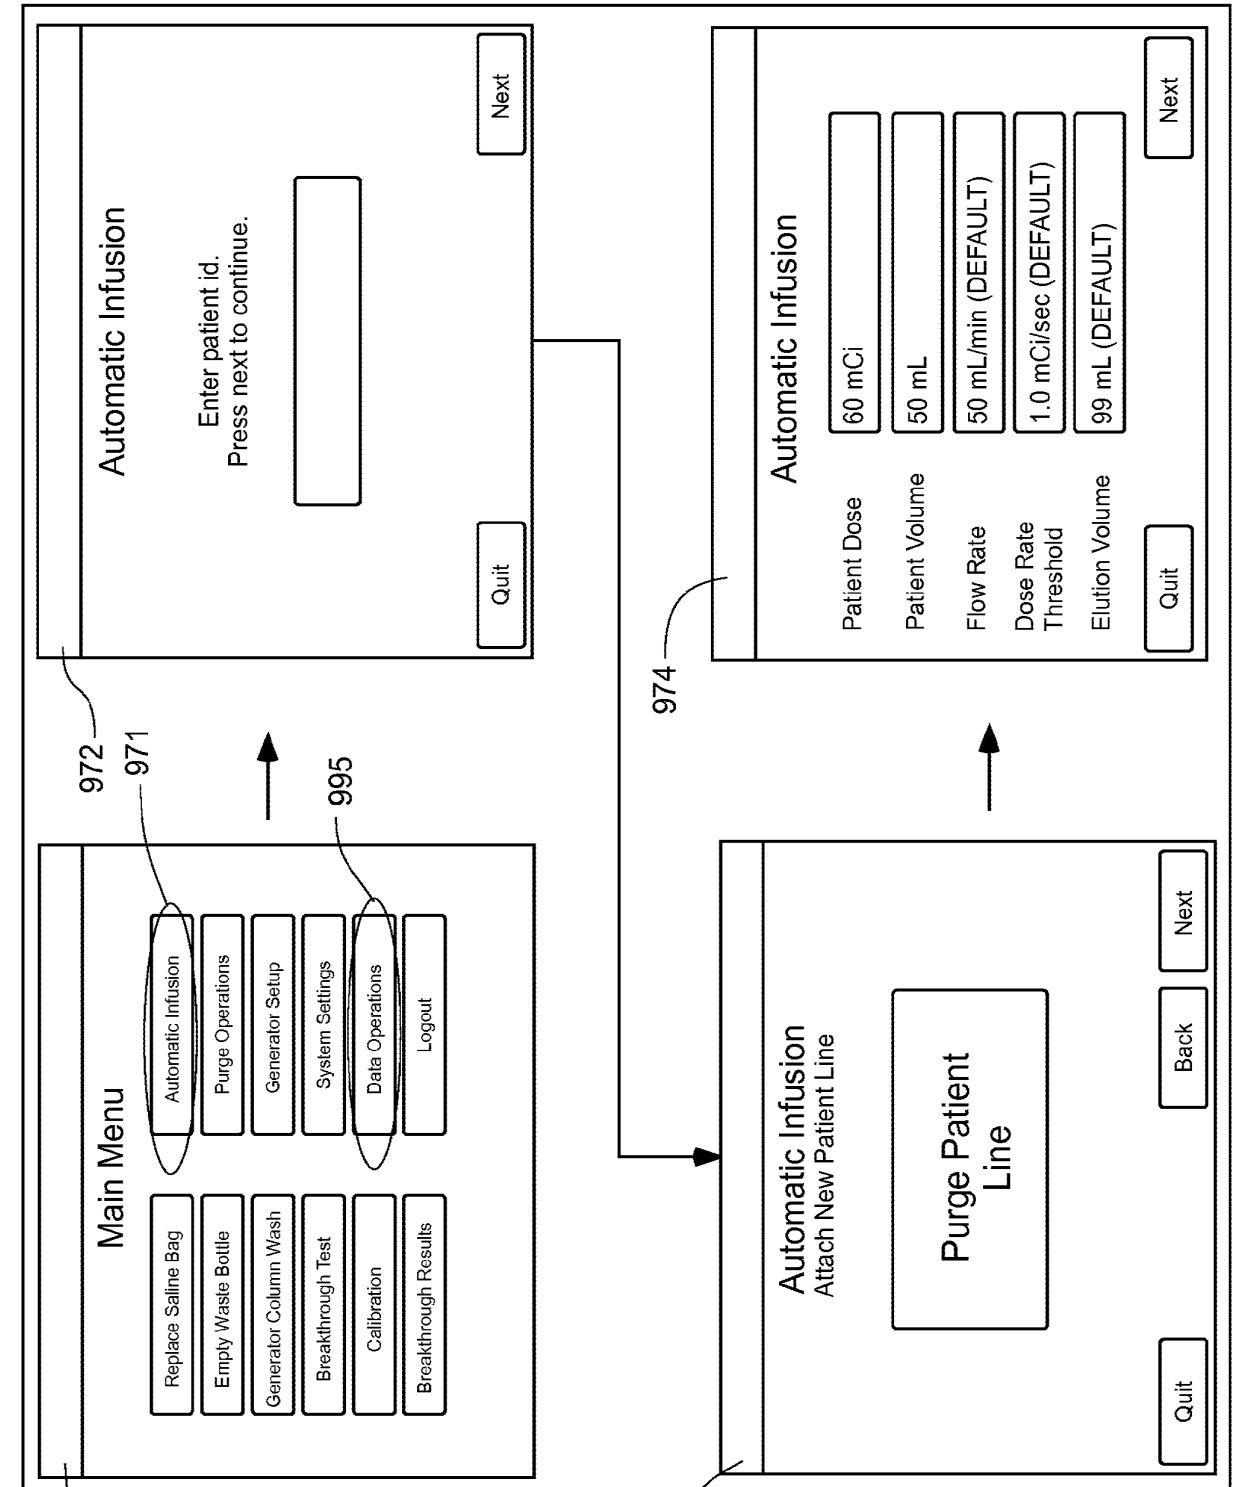 Main Menu
Replace Saline Bag
Automatic Infusion
Empty Waste Bottle
Purge Operations
Generator Column Wash
Generator Setup
Breakthrough Test
System Settings
Calibration
Data Operations
Breakthrough Results
Logout
971
995
972
Automatic Infusion
Enter patient id.
Press next to continue.
Quit
Next
Automatic Infusion
Attach New Patient Line
Purge Patient
Line
Quit
Back
Next
974
Automatic Infusion
Patient Dose
60 mCi
Patient Volume
50 mL
Flow Rate
50 mL/min (DEFAULT)
Dose Rate
Threshold
1.0 mCi/sec (DEFAULT)
Elution Volume
99 mL (DEFAULT)
Quit
Next